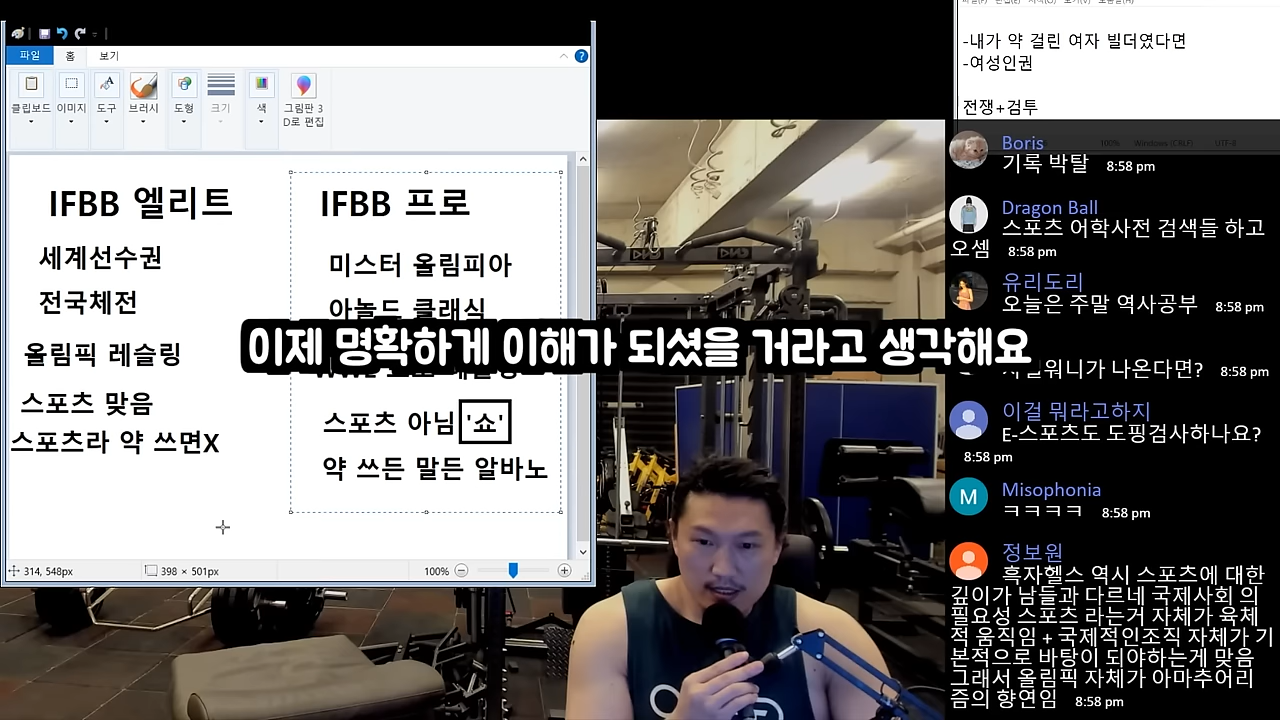 파일
홈
보기
클립보드
이미지
도구
브러시
도형
크기
색
그림판 3
D로 편집
IFBB 엘리트
세계선수권
전국체전
올림픽 레슬링
스포츠 맞음
스포츠라 약 쓰면X
IFBB 프로
미스터 올림피아
아놀드 클래식
스포츠 아님 '쇼'
약 쓰든 말든 알바노
이제 명확하게 이해가 되셨을 거라고 생각해요
314, 548px
398 × 501px
100%
-내가 약 걸린 여자 빌더였다면
-여성인권
전쟁+검투
100%
Windows (CRLF)
UTF-8
Boris
기록 박탈 8:58 pm
Dragon Ball
스포츠 어학사전 검색들 하고
오셈 8:58 pm
유리도리
오늘은 주말 역사공부 8:58 pm
나온다면? 8:58 pm
이걸 뭐라고하지
E-스포츠도 도핑검사하나요?
8:58 pm
M
Misophonia
ㅋㅋㅋㅋ 8:58 pm
정보원
흑자헬스 역시 스포츠에 대한
깊이가 남들과 다르네 국제사회 의
필요성 스포츠 라는거 자체가 육체
적 움직임 + 국제적인조직 자체가 기
본적으로 바탕이 되야하는게 맞음
그래서 올림픽 자체가 아마추어리
즘의 향연임 8:58 pm